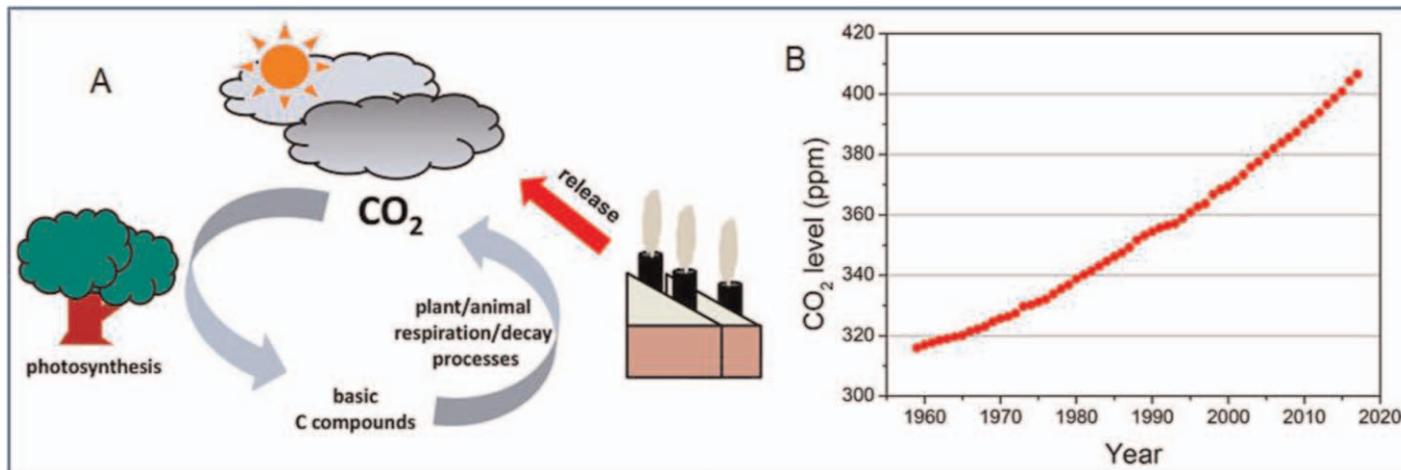 A
CO₂
release
photosynthesis
plant/animal
respiration/decay
processes
basic
C compounds
B
CO₂ level (ppm)
420
400
380
360
340
320
300
1960 1970 1980 1990 2000 2010 2020
Year